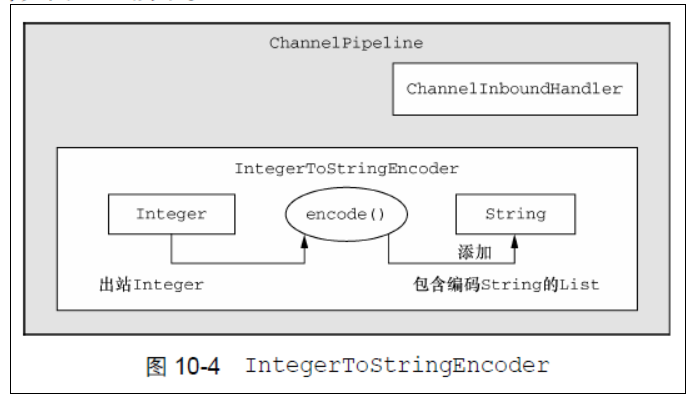 ChannelPipeline
ChannelInboundHandler
IntegerToStringEncoder
Integer
encode()
String
添加
出站Integer
包含编码String的List
图 10-4 IntegerToStringEncoder